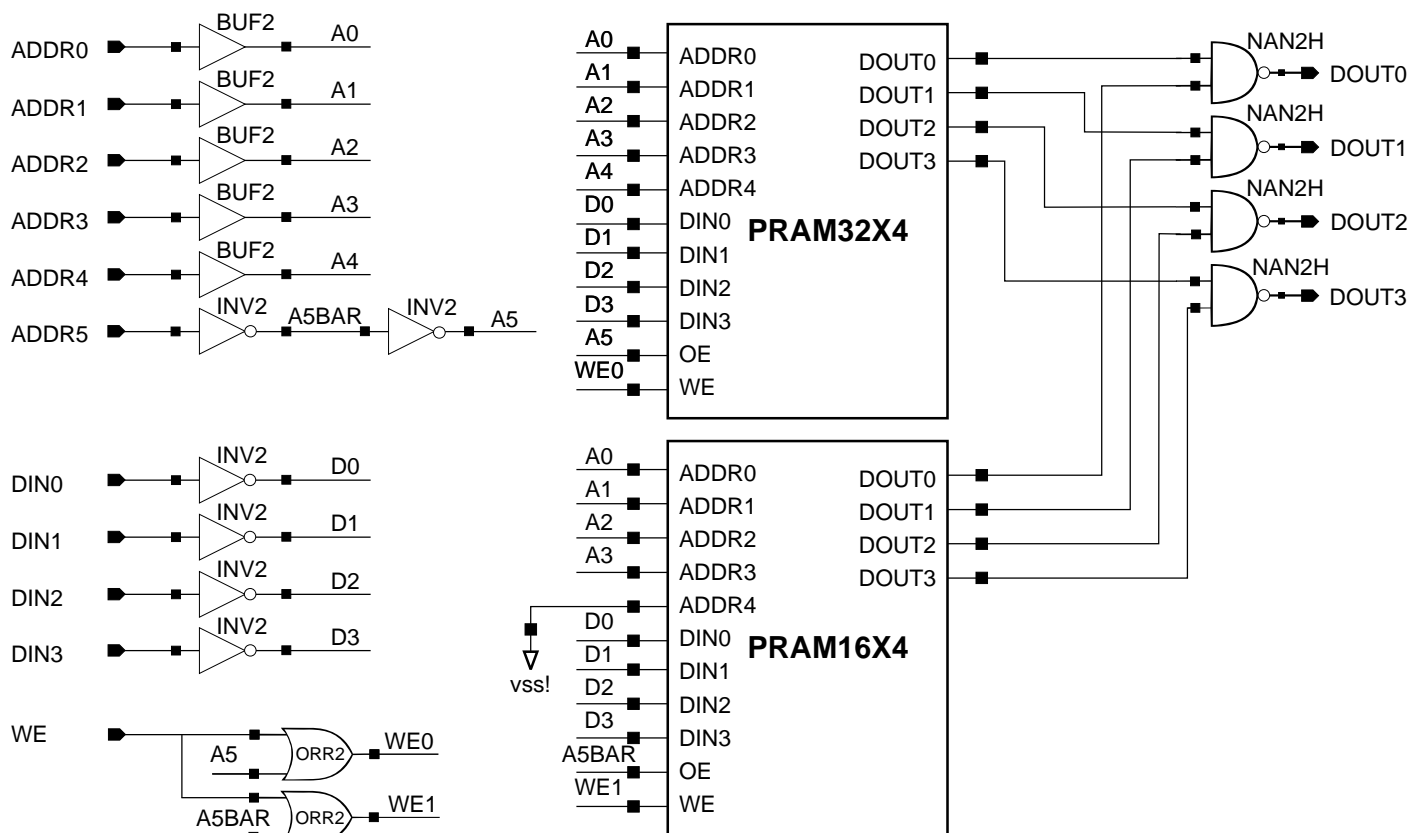 ADDR0 BUF2 A0
ADDR1 BUF2 A1
ADDR2 BUF2 A2
ADDR3 BUF2 A3
ADDR4 BUF2 A4
ADDR5 INV2 A5BAR INV2 A5
DIN0 INV2 D0
DIN1 INV2 D1
DIN2 INV2 D2
DIN3 INV2 D3
WE
A5 ORR2 WE0
A5BAR ORR2 WE1
PRAM32X4
A0 ADDR0 DOUT0
A1 ADDR1 DOUT1
A2 ADDR2 DOUT2
A3 ADDR3 DOUT3
A4 ADDR4
D0 DIN0
D1 DIN1
D2 DIN2
D3 DIN3
A5 OE
WE0 WE
PRAM16X4
A0 ADDR0 DOUT0
A1 ADDR1 DOUT1
A2 ADDR2 DOUT2
A3 ADDR3 DOUT3
vss! ADDR4
D0 DIN0
D1 DIN1
D2 DIN2
D3 DIN3
A5BAR OE
WE1 WE
NAN2H DOUT0
NAN2H DOUT1
NAN2H DOUT2
NAN2H DOUT3